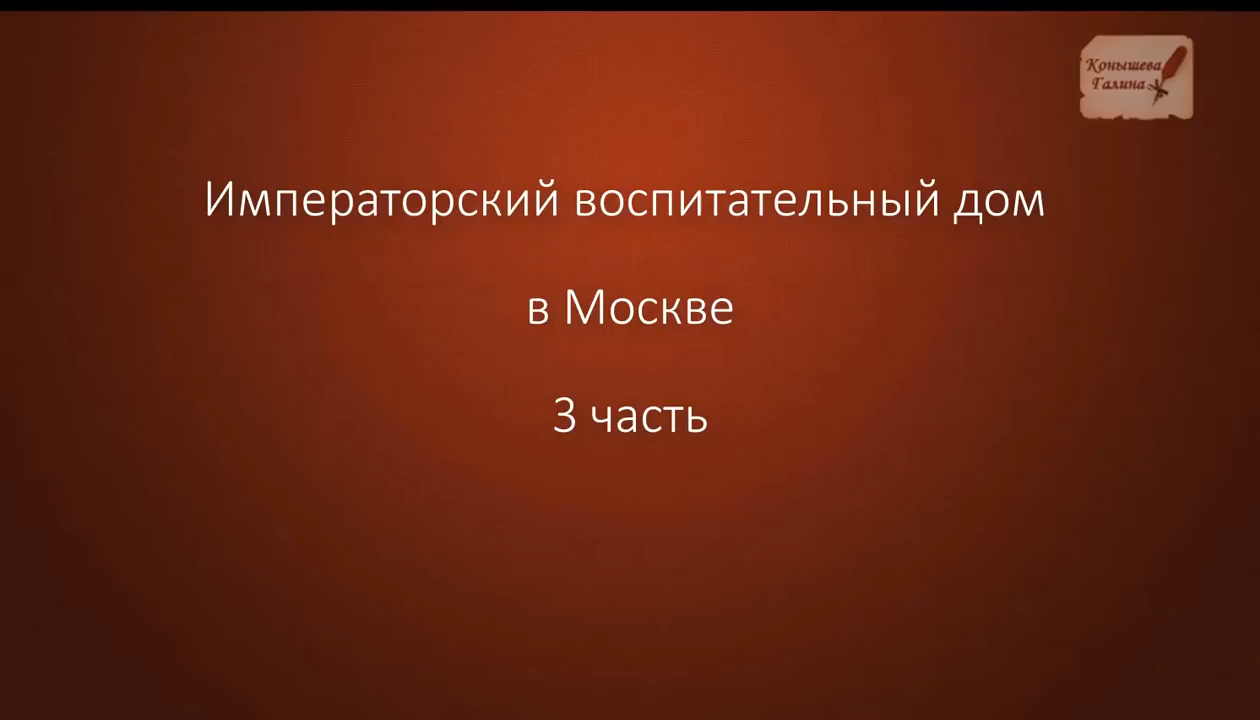 Конышева
Галина
Императорский воспитательный дом
в Москве
3 часть